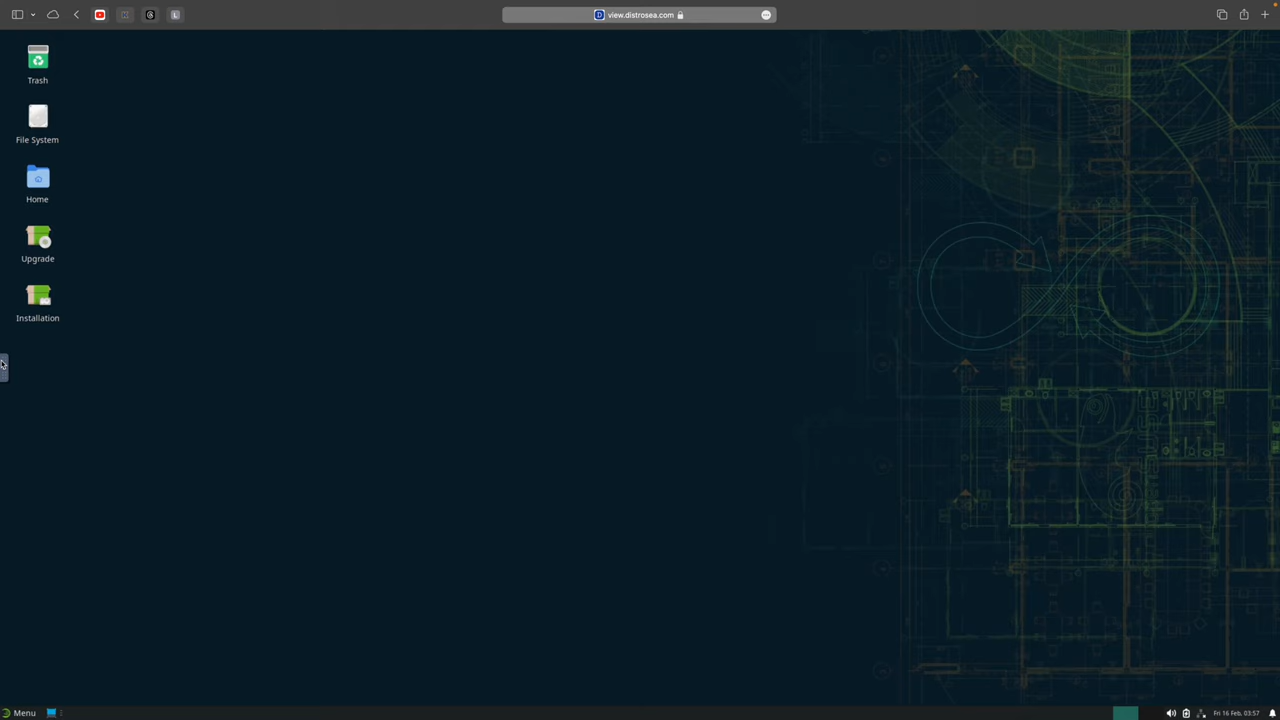 view.distrosea.com
Trash
File System
Home
Upgrade
Installation
Menu
Fri 16 Feb, 03:57